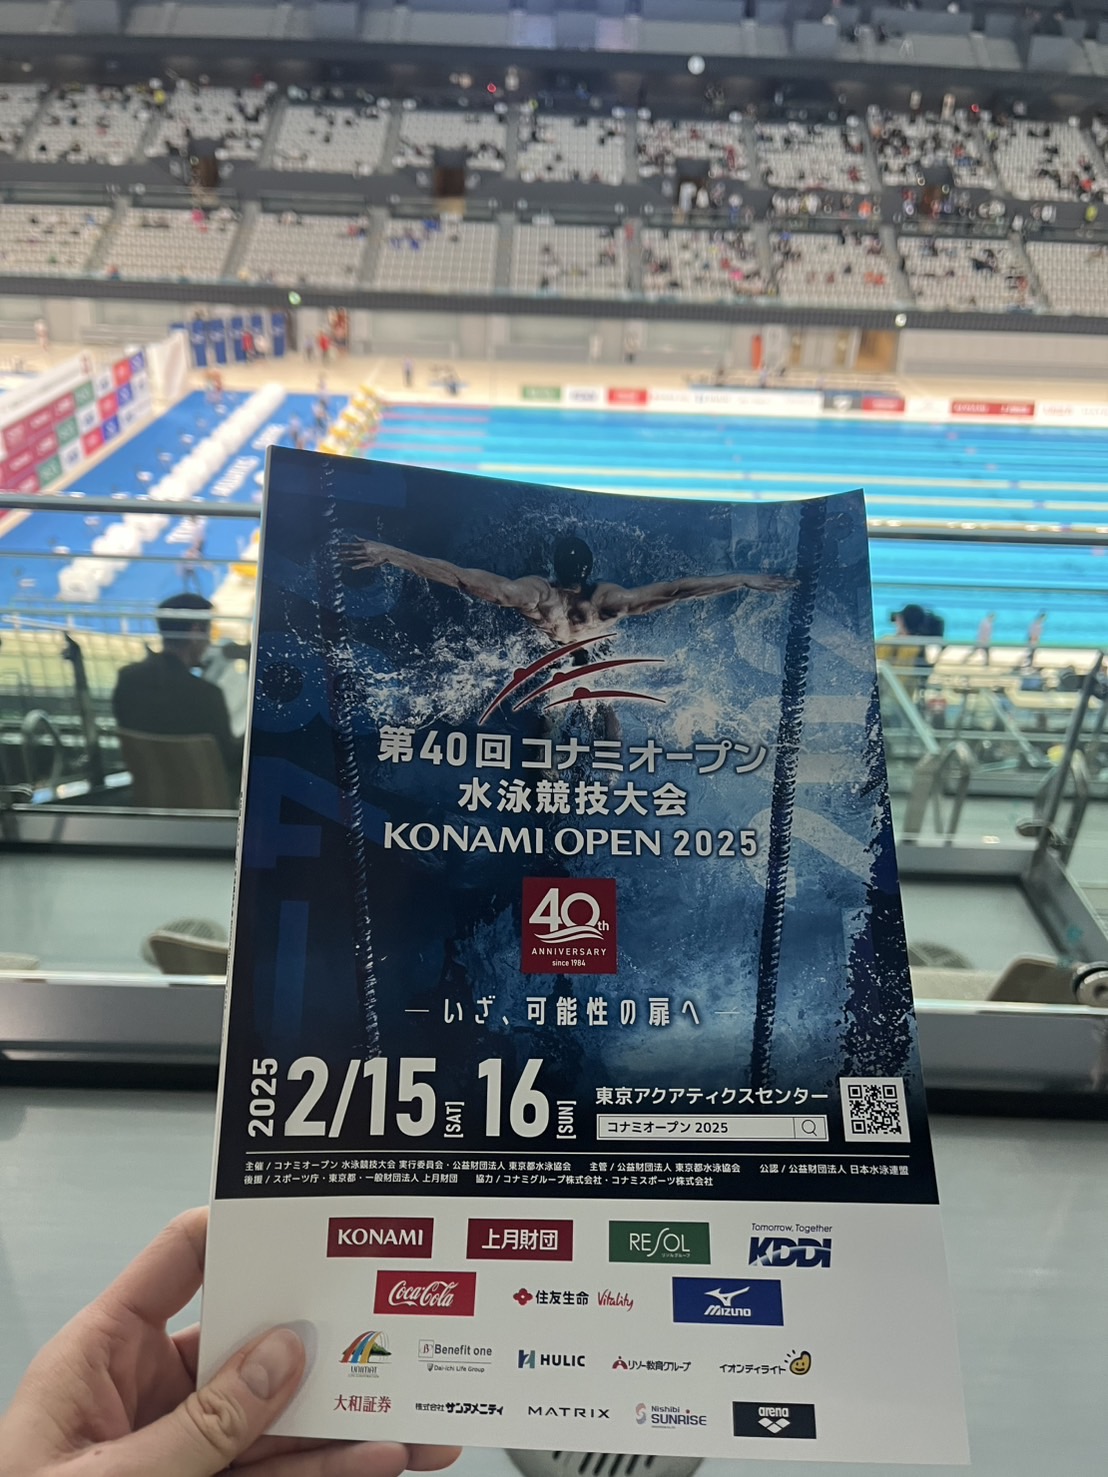 第40回コナミオープン
水泳競技大会
KONAMI OPEN 2025
40th
ANNIVERSARY
since 1984
いざ、可能性の扉へ
2025 2/15 [SAT] 16 [SUN]
東京アクアティクスセンター
コナミオープン 2025
主催 / コナミオープン 水泳競技大会 実行委員会・公益財団法人 東京都水泳協会 主管 / 公益財団法人 東京都水泳協会 公認 / 公益財団法人 日本水泳連盟
後援 / スポーツ庁・東京都・一般財団法人 上月財団 協力 / コナミグループ株式会社・コナミスポーツ株式会社
KONAMI 上月財団 RESOL リソルグループ Tomorrow, Together KDDI
Coca-Cola 住友生命 Vitality MIZUNO
Benefit one Dai-ichi Life Group HULIC リソー教育グループ イオンディライト
大和証券 株式会社サンアメニティ MATRIX Nishibi SUNRISE arena